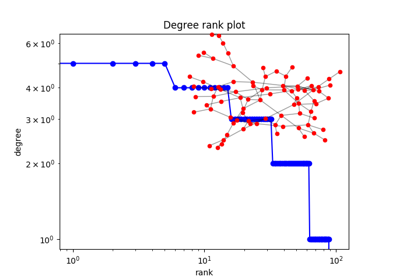 Degree rank plot
6 × 10⁰
4 × 10⁰
3 × 10⁰
2 × 10⁰
10⁰
degree
10⁰ 10¹ 10²
rank